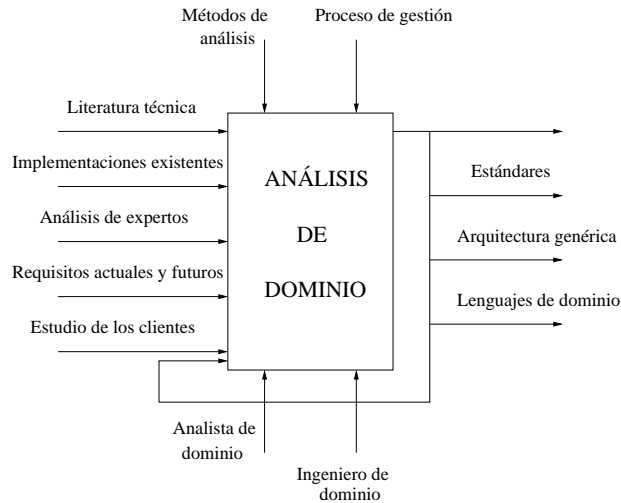 Métodos de
análisis
Proceso de gestión
Literatura técnica
Implementaciones existentes
Análisis de expertos
Requisitos actuales y futuros
Estudio de los clientes
ANÁLISIS
DE
DOMINIO
Estándares
Arquitectura genérica
Lenguajes de dominio
Analista de
dominio
Ingeniero de
dominio